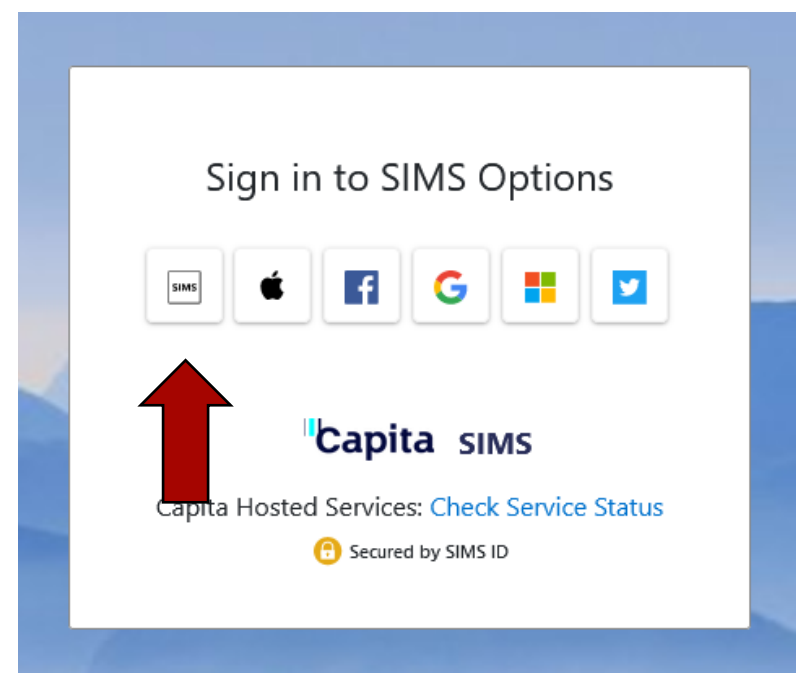 Sign in to SIMS Options
SIMS
Capita SIMS
Capita Hosted Services: Check Service Status
Secured by SIMS ID